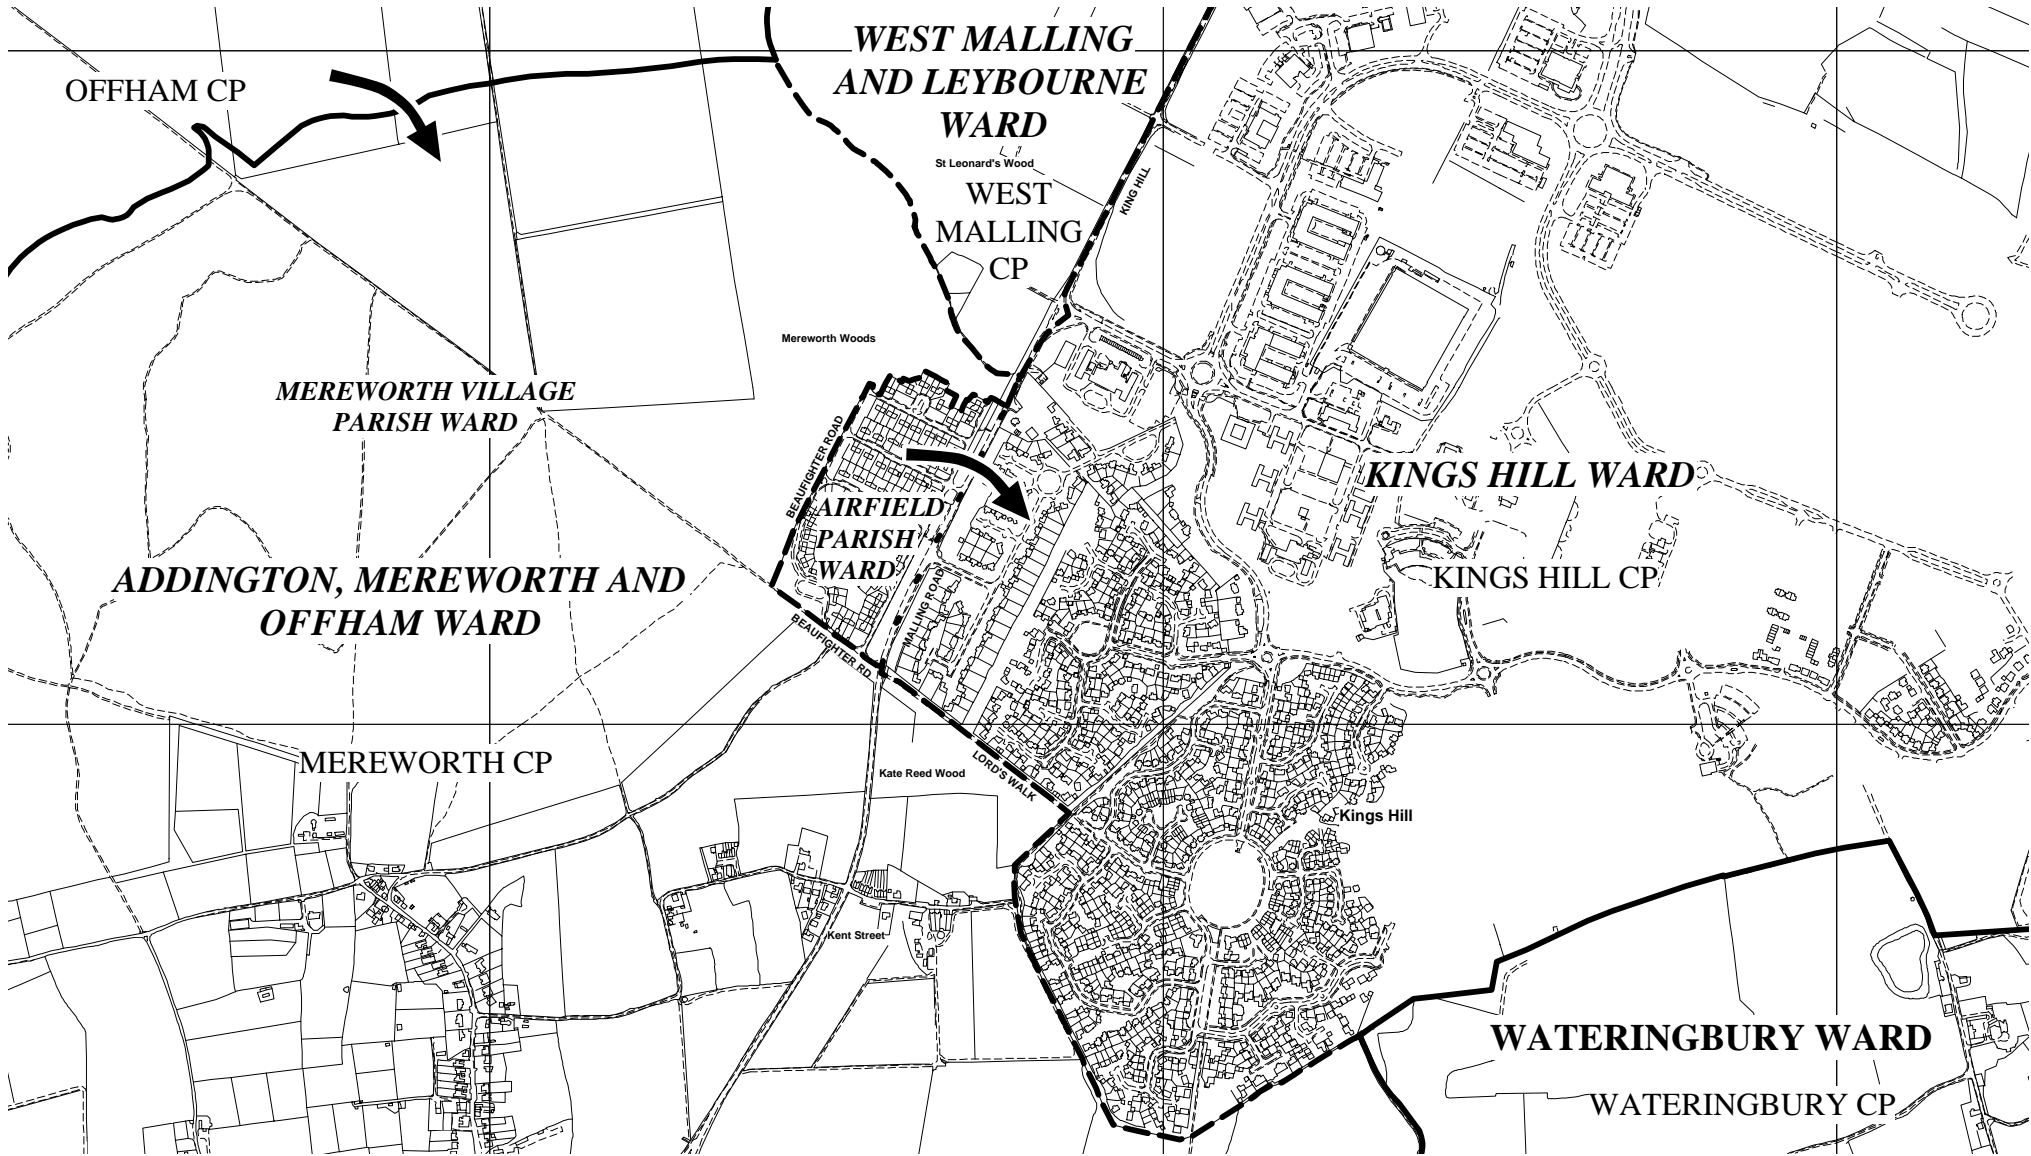 WEST MALLING
AND LEYBOURNE
WARD
OFFHAM CP
St Leonard's Wood
WEST
MALLING
CP
KING HILL
Mereworth Woods
MEREWORTH VILLAGE
PARISH WARD
BEAUFIGHTER ROAD
KINGS HILL WARD
AIRFIELD
PARISH
WARD
ADDINGTON, MEREWORTH AND
OFFHAM WARD
KINGS HILL CP
MALLING ROAD
BEAUFIGHTER RD
MEREWORTH CP
Kate Reed Wood
LORD'S WALK
Kings Hill
Kent Street
WATERINGBURY WARD
WATERINGBURY CP